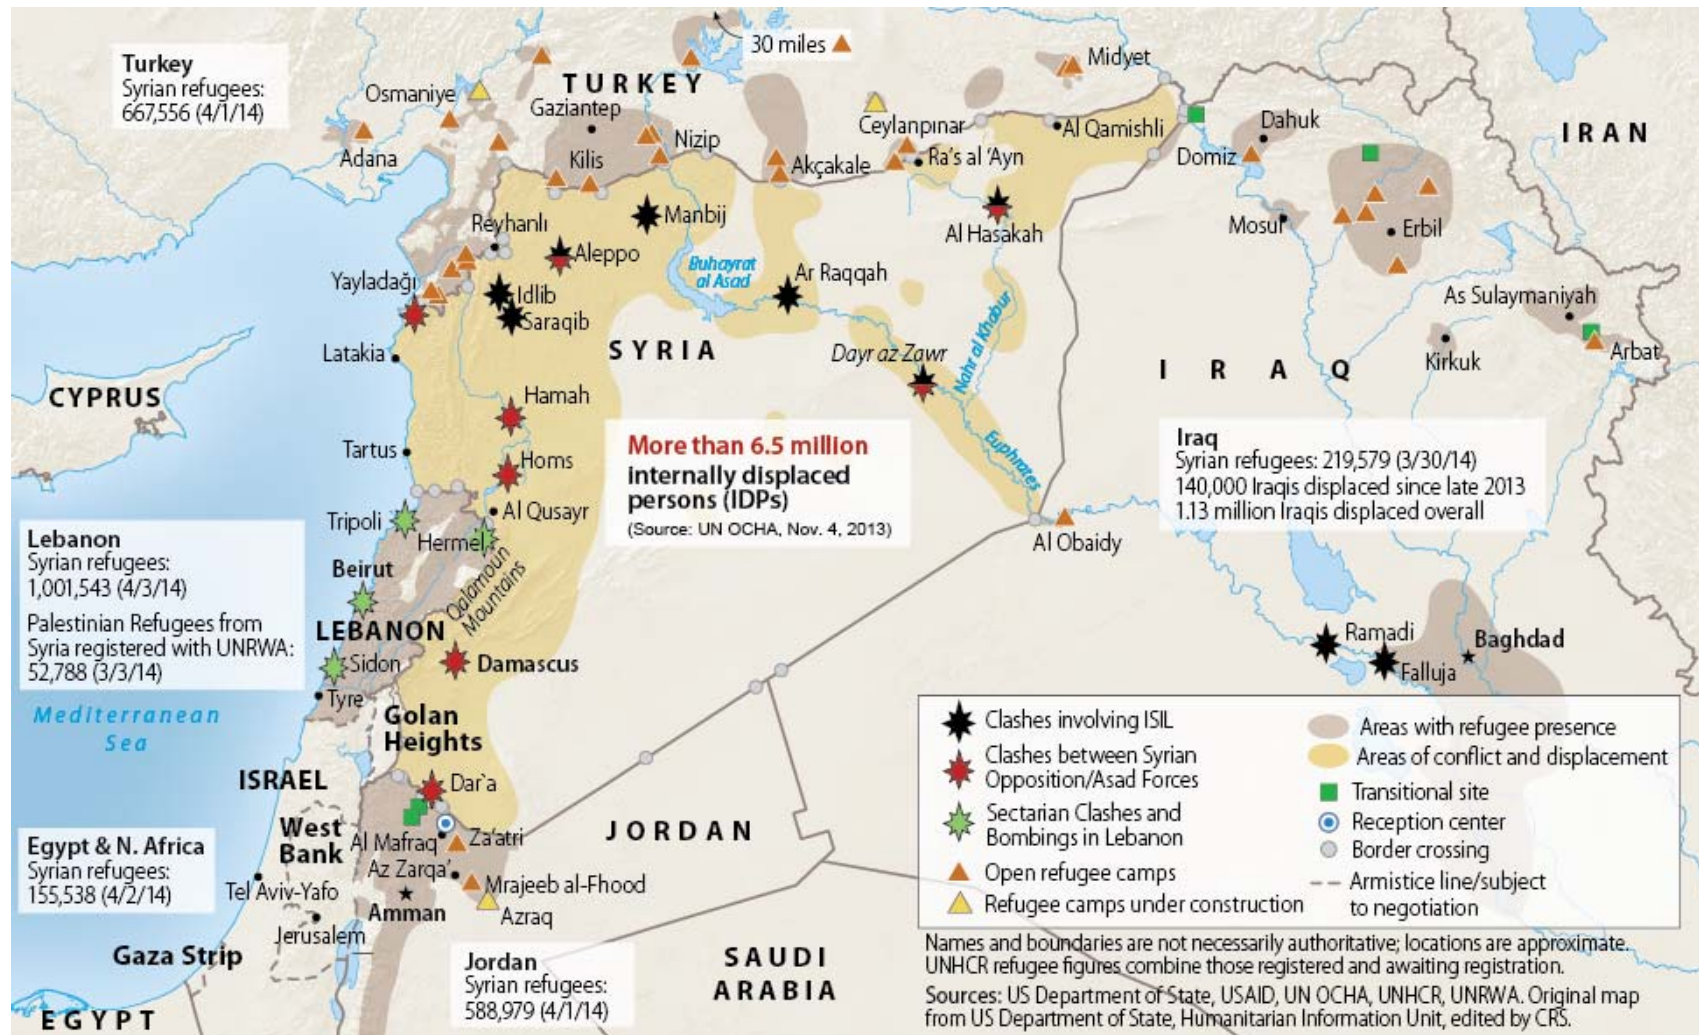 30 miles
Turkey
Syrian refugees:
667,556 (4/1/14)
TURKEY
Midyet
Osmaniye
Gaziantep
IRAN
Adana
Kilis
Nizip
Akçakale
Ceylanpınar
Ra's al 'Ayn
Al Qamishli
Domiz
Dahuk
Reyhanlı
Manbij
Aleppo
Al Hasakah
Mosul
Erbil
Yayladağı
Idlib
Saraqib
Buhayrat
al Asad
Ar Raqqah
Nahr al Khabur
As Sulaymaniyah
Latakia
SYRIA
Dayr az Zawr
Kirkuk
Arbat
IRAQ
CYPRUS
Hamah
Tartus
Homs
Euphrates
More than 6.5 million
internally displaced
persons (IDPs)
(Source: UN OCHA, Nov. 4, 2013)
Iraq
Syrian refugees: 219,579 (3/30/14)
140,000 Iraqis displaced since late 2013
1.13 million Iraqis displaced overall
Tripoli
Al Qusayr
Hermel
Al Obaidy
Lebanon
Syrian refugees:
1,001,543 (4/3/14)
Palestinian Refugees from
Syria registered with UNRWA:
52,788 (3/3/14)
Beirut
Qalamoun
Mountains
LEBANON
Sidon
Damascus
Tyre
Ramadi
Falluja
Baghdad
Mediterranean
Sea
Golan
Heights
ISRAEL
Dar`a
West
Bank
Al Mafraq
Za'atri
JORDAN
Az Zarqa'
Mrajeeb al-Fhood
Azraq
Egypt & N. Africa
Syrian refugees:
155,538 (4/2/14)
Tel Aviv-Yafo
Amman
Jerusalem
Gaza Strip
Jordan
Syrian refugees:
588,979 (4/1/14)
SAUDI
ARABIA
EGYPT
Clashes involving ISIL
Clashes between Syrian
Opposition/Asad Forces
Sectarian Clashes and
Bombings in Lebanon
Open refugee camps
Refugee camps under construction
Areas with refugee presence
Areas of conflict and displacement
Transitional site
Reception center
Border crossing
Armistice line/subject
to negotiation
Names and boundaries are not necessarily authoritative; locations are approximate.
UNHCR refugee figures combine those registered and awaiting registration.
Sources: US Department of State, USAID, UN OCHA, UNHCR, UNRWA. Original map
from US Department of State, Humanitarian Information Unit, edited by CRS.